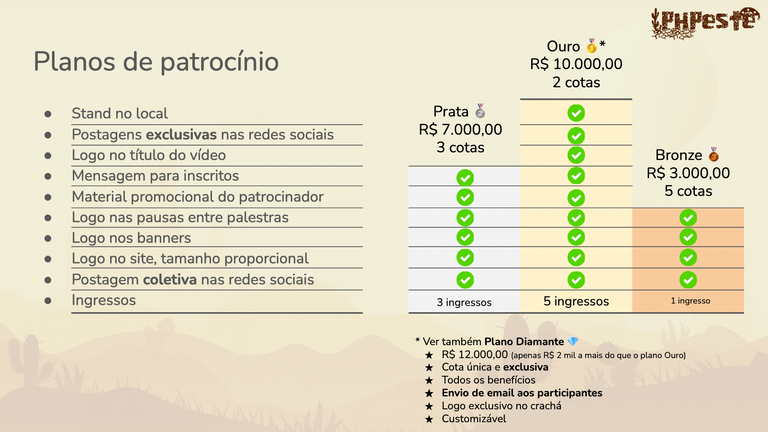 PHPeste
Planos de patrocínio
Ouro 🥇*
R$ 10.000,00
2 cotas
Prata 🥈
R$ 7.000,00
3 cotas
Bronze 🥉
R$ 3.000,00
5 cotas
● Stand no local
● Postagens exclusivas nas redes sociais
● Logo no título do vídeo
● Mensagem para inscritos
● Material promocional do patrocinador
● Logo nas pausas entre palestras
● Logo nos banners
● Logo no site, tamanho proporcional
● Postagem coletiva nas redes sociais
● Ingressos
3 ingressos
5 ingressos
1 ingresso
* Ver também Plano Diamante 💎
★ R$ 12.000,00 (apenas R$ 2 mil a mais do que o plano Ouro)
★ Cota única e exclusiva
★ Todos os benefícios
★ Envio de email aos participantes
★ Logo exclusivo no crachá
★ Customizável